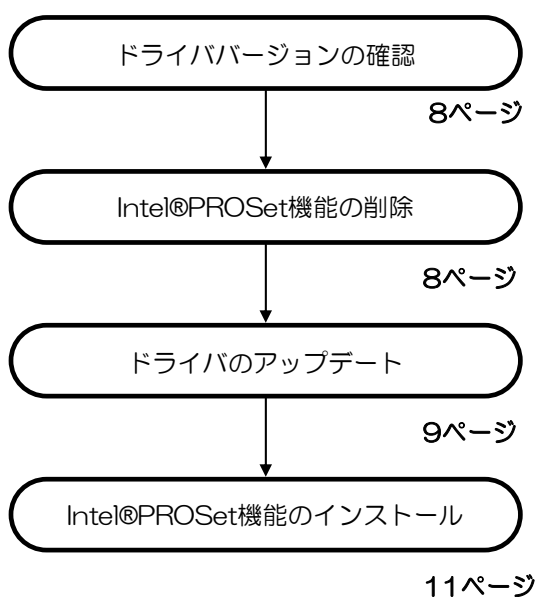 ドライババージョンの確認
8ページ
Intel®PROSet機能の削除
8ページ
ドライバのアップデート
9ページ
Intel®PROSet機能のインストール
11ページ